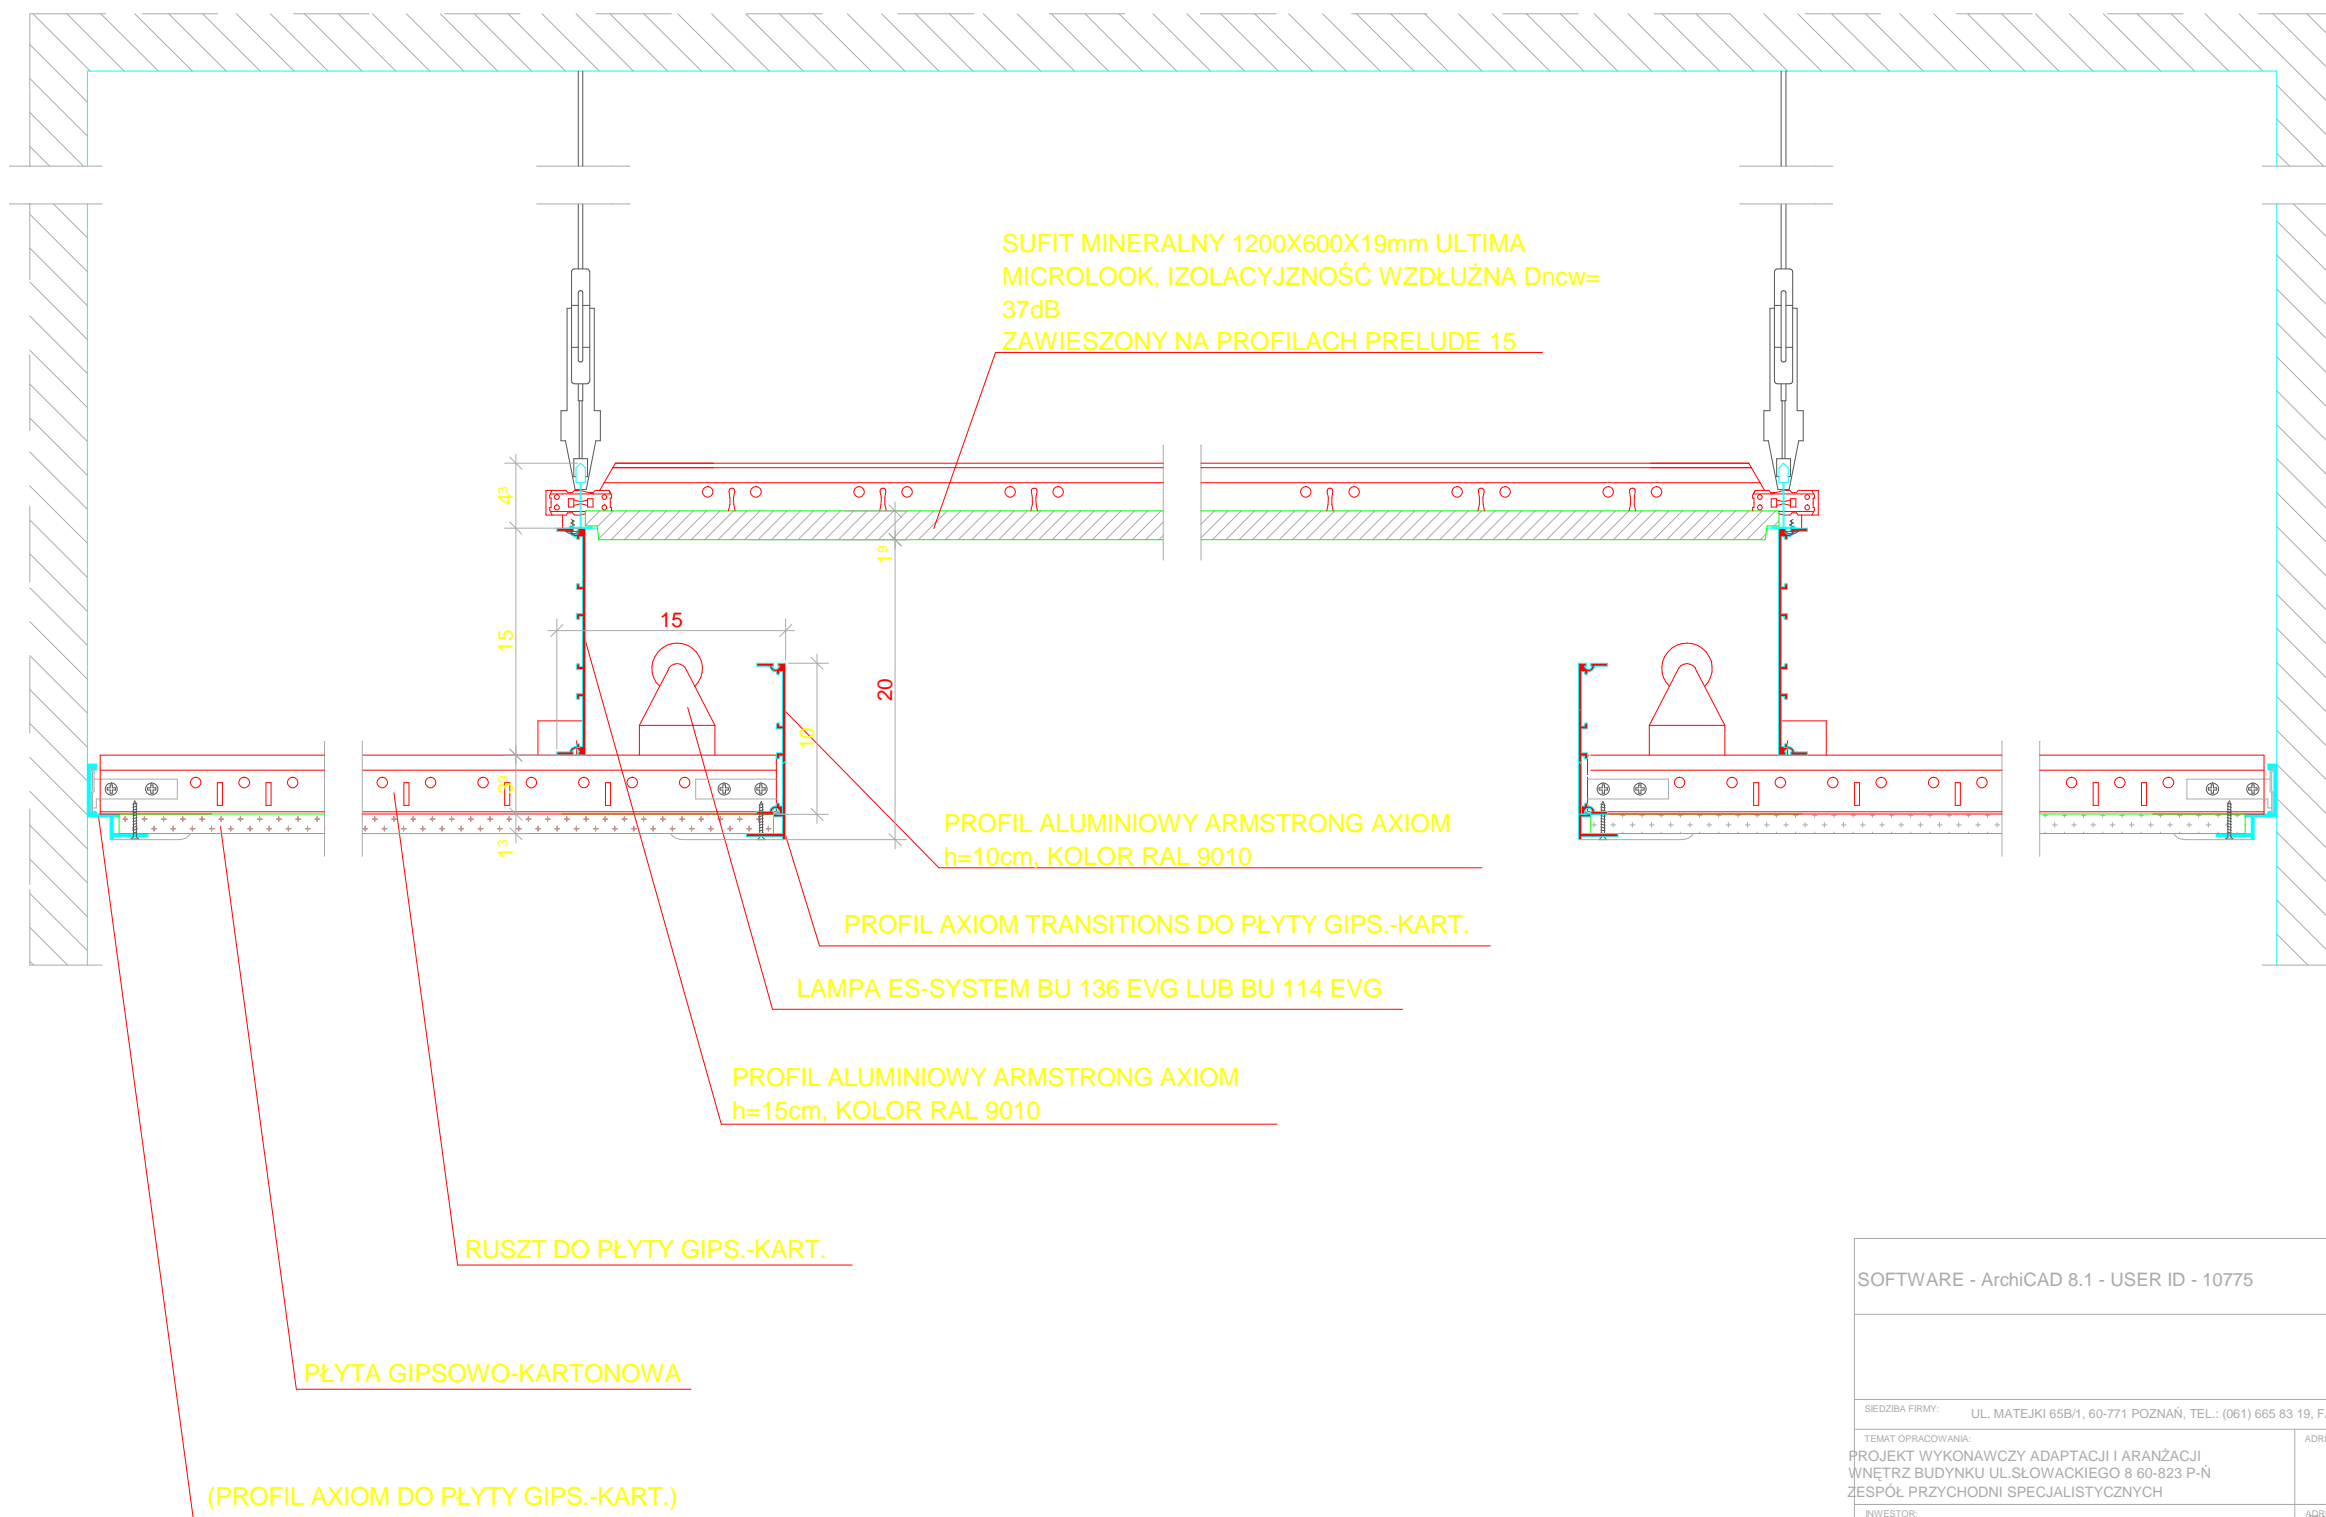 SUFIT MINERALNY 1200X600X19mm ULTIMA
MICROLOOK, IZOLACYJZNOŚĆ WZDŁUŻNA Dncw=
37dB
ZAWIESZONY NA PROFILACH PRELUDE 15
4³
1⁹
15
15
20
10
39
1³
PROFIL ALUMINIOWY ARMSTRONG AXIOM
h=10cm, KOLOR RAL 9010
PROFIL AXIOM TRANSITIONS DO PŁYTY GIPS.-KART.
LAMPA ES-SYSTEM BU 136 EVG LUB BU 114 EVG
PROFIL ALUMINIOWY ARMSTRONG AXIOM
h=15cm, KOLOR RAL 9010
RUSZT DO PŁYTY GIPS.-KART.
PŁYTA GIPSOWO-KARTONOWA
(PROFIL AXIOM DO PŁYTY GIPS.-KART.)
SOFTWARE - ArchiCAD 8.1 - USER ID - 10775
SIEDZIBA FIRMY: UL. MATEJKI 65B/1, 60-771 POZNAŃ, TEL.: (061) 665 83 19,
TEMAT OPRACOWANIA:
PROJEKT WYKONAWCZY ADAPTACJI I ARANŻACJI
WNĘTRZ BUDYNKU UL.SŁOWACKIEGO 8 60-823 P-Ń
ZESPÓŁ PRZYCHODNI SPECJALISTYCZNYCH
INWESTOR: